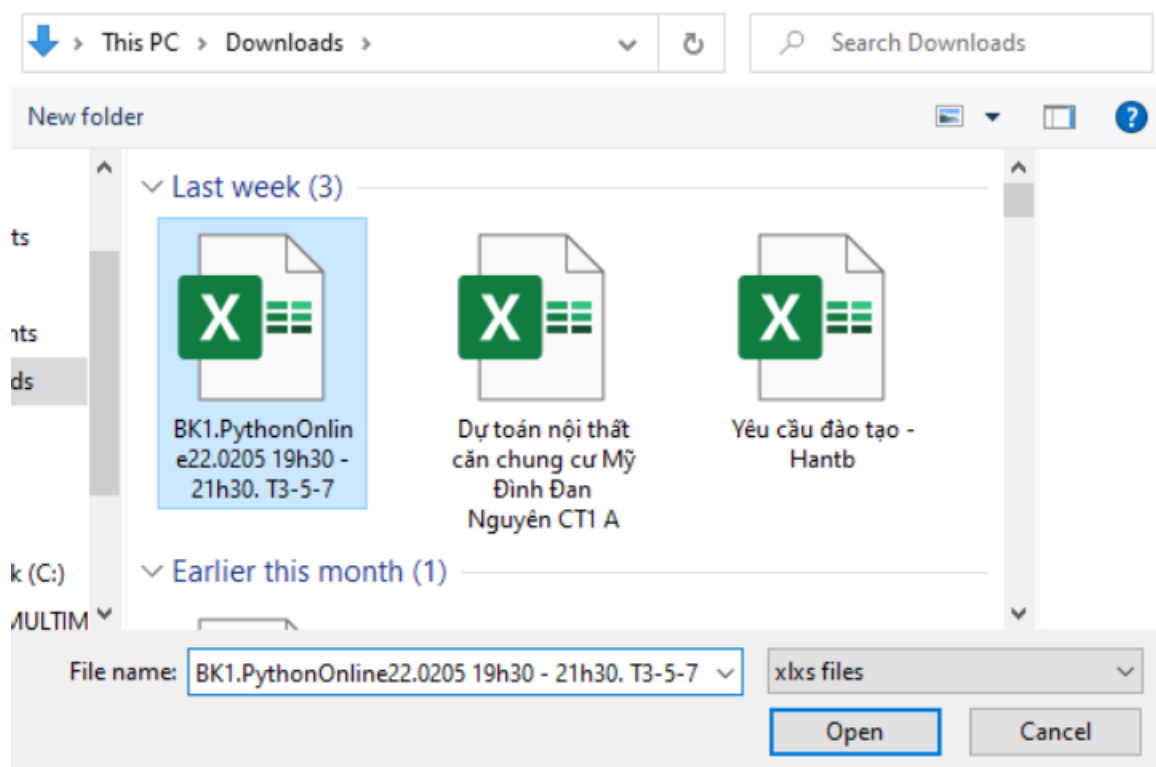 This PC > Downloads >
Search Downloads
New folder
Last week (3)
ts
nts
ds
X
X
X
BK1.PythonOnlin
e22.0205 19h30 -
21h30. T3-5-7
Dự toán nội thất
căn chung cư Mỹ
Đình Đan
Nguyên CT1 A
Yêu cầu đào tạo -
Hantb
k (C:)
Earlier this month (1)
MULTIM
File name:
BK1.PythonOnline22.0205 19h30 - 21h30. T3-5-7
xlxs files
Open
Cancel